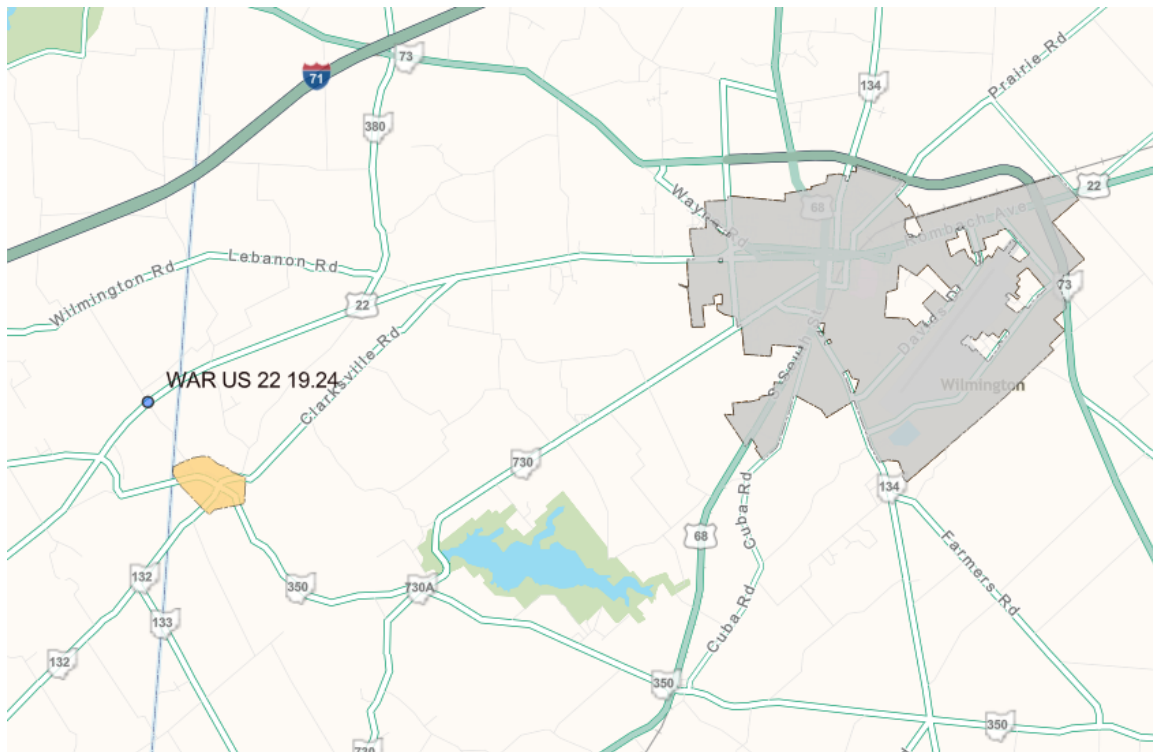 73
71
134
Prairie Rd
380
22
Wayne Rd
68
Rombach Ave
Lebanon Rd
Wilmington Rd
22
73
Clarksville Rd
S South St
WAR US 22 19.24
Wilmington
730
134
Cuba Rd
68
Farmers Rd
132
350
730A
133
Cuba Rd
132
350
350
730